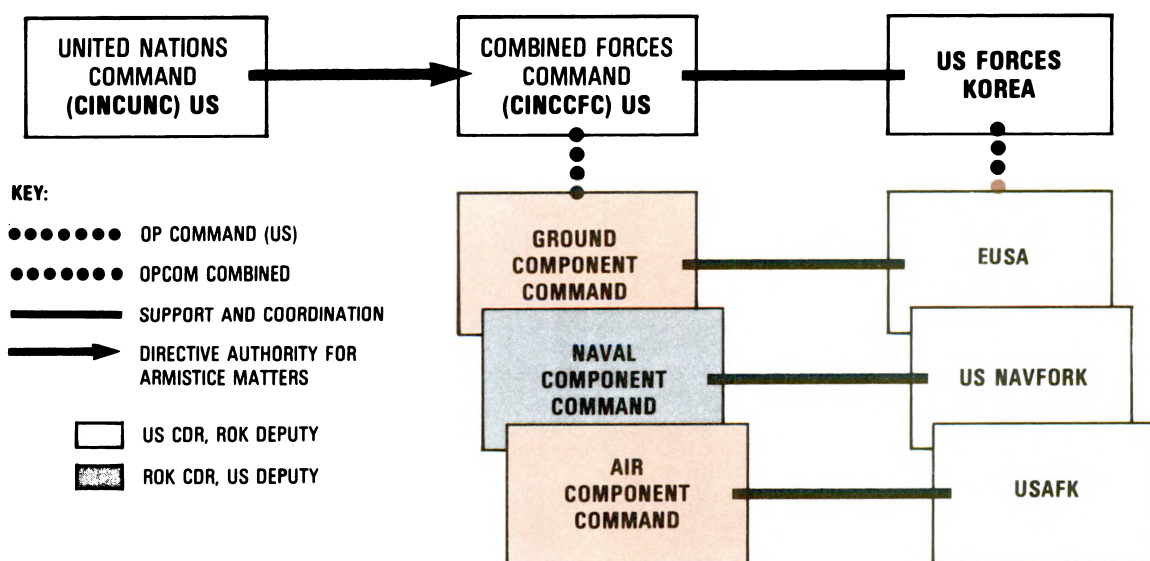 UNITED NATIONS
COMMAND
(CINCUNC) US
COMBINED FORCES
COMMAND
(CINCCFC) US
US FORCES
KOREA
KEY:
OP COMMAND (US)
OPCOM COMBINED
SUPPORT AND COORDINATION
DIRECTIVE AUTHORITY FOR
ARMISTICE MATTERS
US CDR, ROK DEPUTY
ROK CDR, US DEPUTY
GROUND
COMPONENT
COMMAND
EUSA
NAVAL
COMPONENT
COMMAND
US NAVFORK
AIR
COMPONENT
COMMAND
USAFK